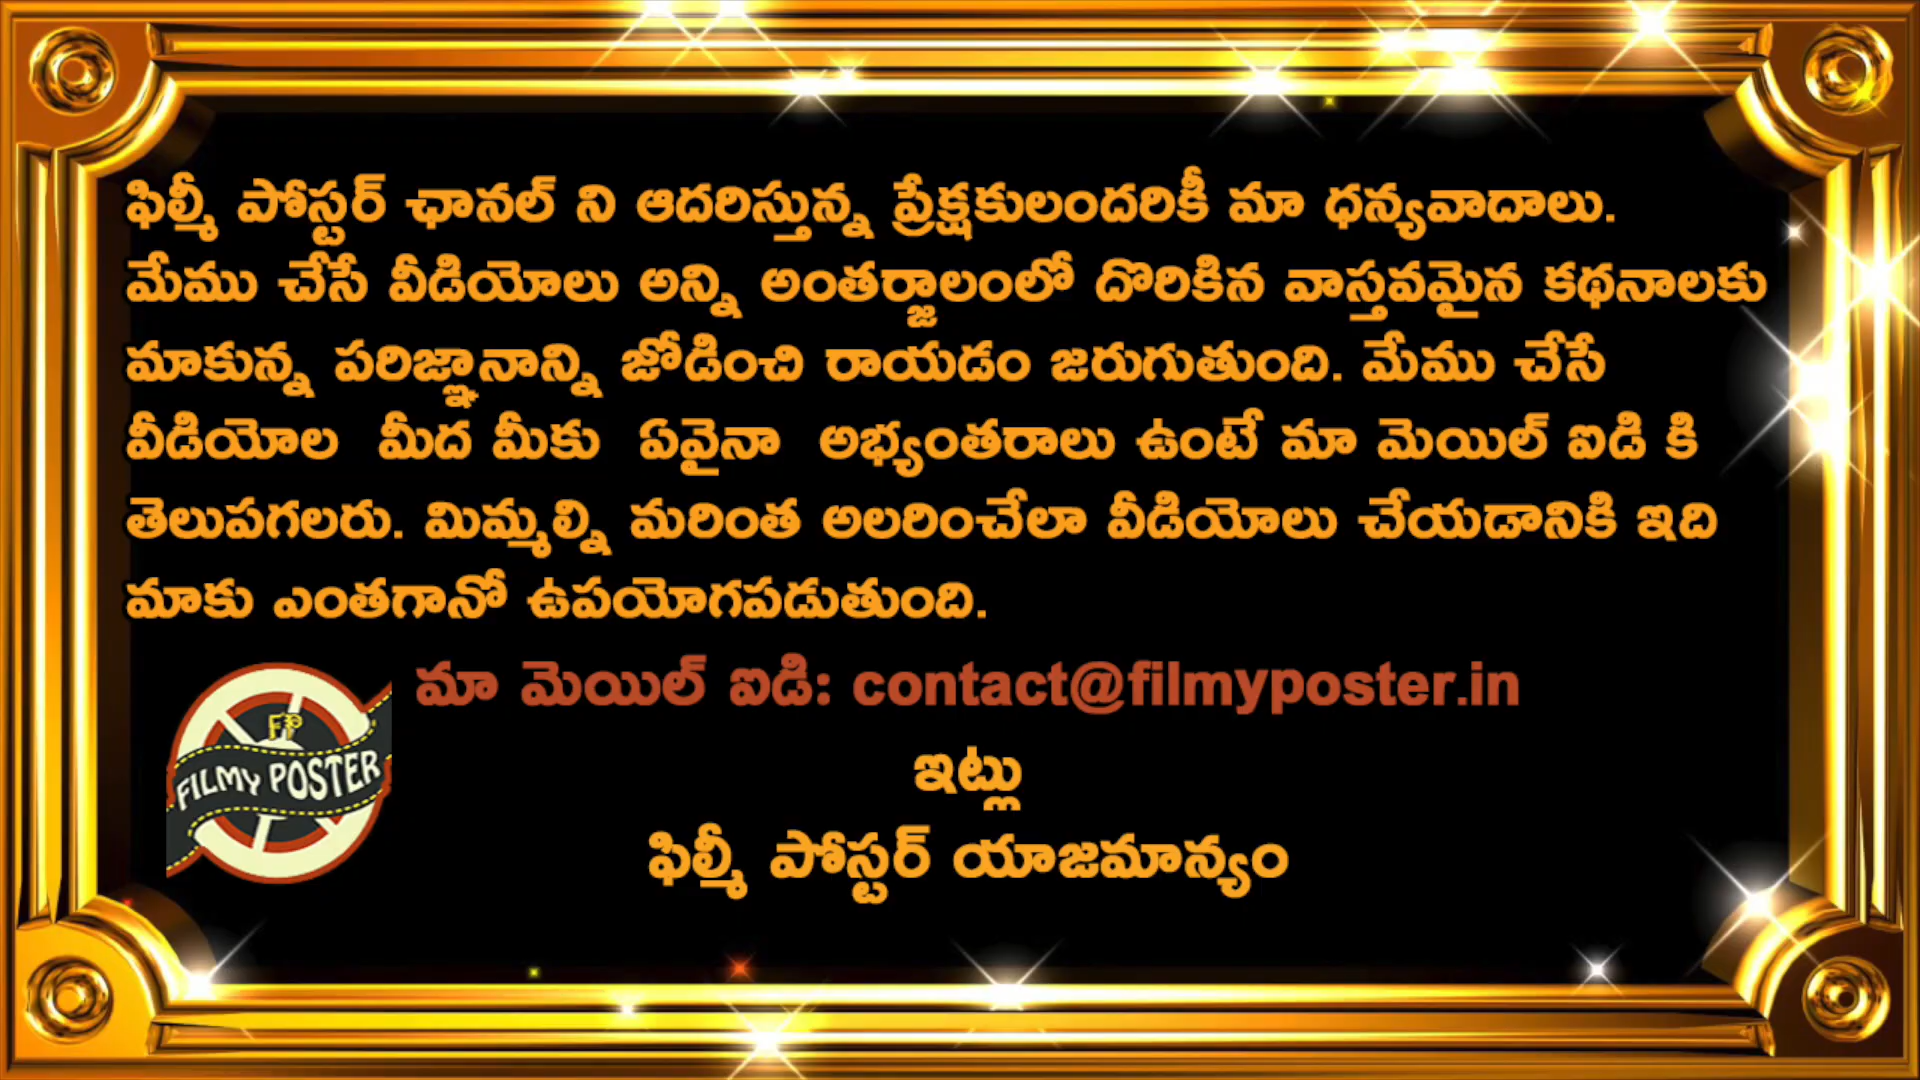 ఫిల్మీ పోస్టర్ ఛానల్ ని ఆదరిస్తున్న ప్రేక్షకులందరికీ మా ధన్యవాదాలు.
మేము చేసే వీడియోలు అన్ని అంతర్జాలంలో దొరికిన వాస్తవమైన కథనాలకు
మాకున్న పరిజ్ఞానాన్ని జోడించి రాయడం జరుగుతుంది. మేము చేసే
వీడియోల  మీద మీకు  ఏవైనా  అభ్యంతరాలు ఉంటే మా మెయిల్ ఐడి కి
తెలుపగలరు. మిమ్మల్ని మరింత అలరించేలా వీడియోలు చేయడానికి ఇది
మాకు ఎంతగానో ఉపయోగపడుతుంది.
మా మెయిల్ ఐడి: contact@filmyposter.in
FP
FILMY POSTER
ఇట్లు
ఫిల్మీ పోస్టర్ యాజమాన్యం